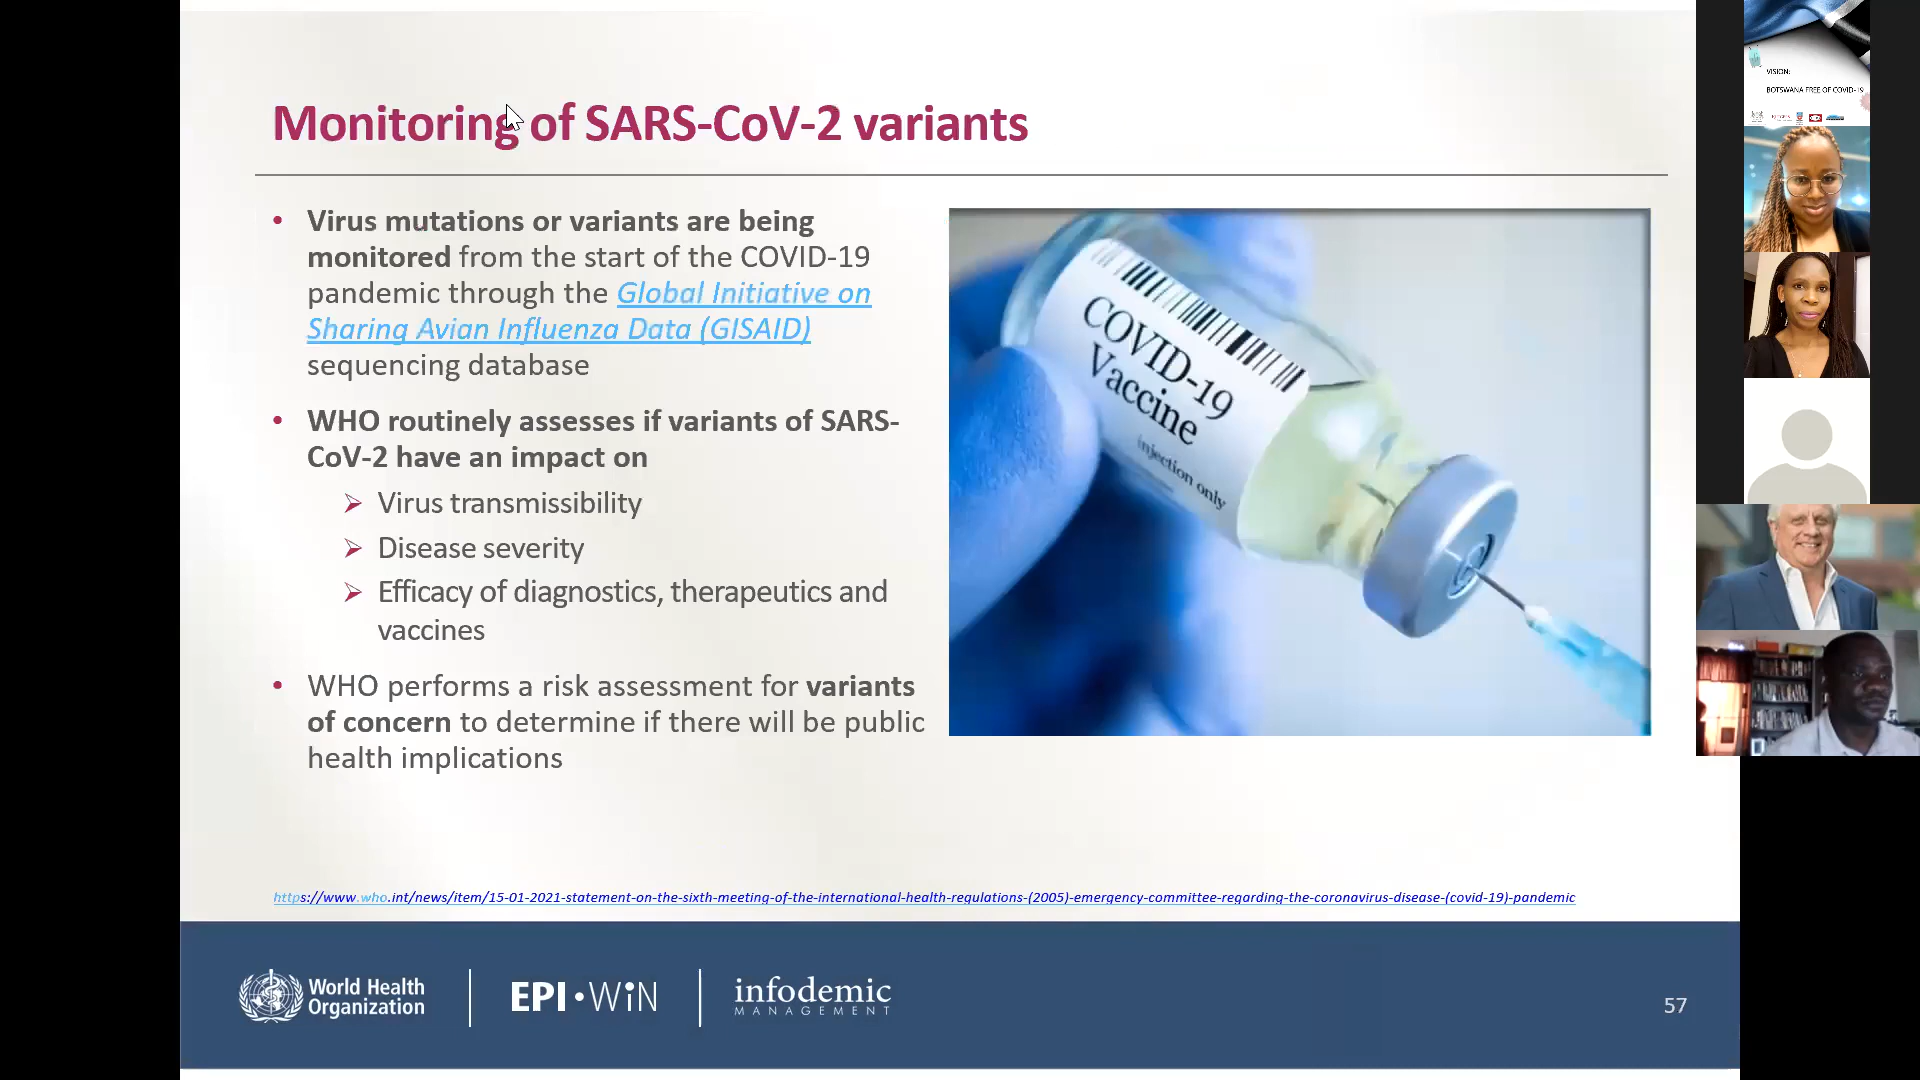 Monitoring of SARS-CoV-2 variants
• Virus mutations or variants are being
monitored from the start of the COVID-19
pandemic through the Global Initiative on
Sharing Avian Influenza Data (GISAID)
sequencing database
• WHO routinely assesses if variants of SARS-
CoV-2 have an impact on
➢ Virus transmissibility
➢ Disease severity
➢ Efficacy of diagnostics, therapeutics and
vaccines
• WHO performs a risk assessment for variants
of concern to determine if there will be public
health implications
COVID-19
Vaccine
injection only
https://www.who.int/news/item/15-01-2021-statement-on-the-sixth-meeting-of-the-international-health-regulations-(2005)-emergency-committee-regarding-the-coronavirus-disease-(covid-19)-pandemic
World Health
Organization
EPI•WiN
infodemic
MANAGEMENT
57
VISION:
BOTSWANA FREE OF COVID-19